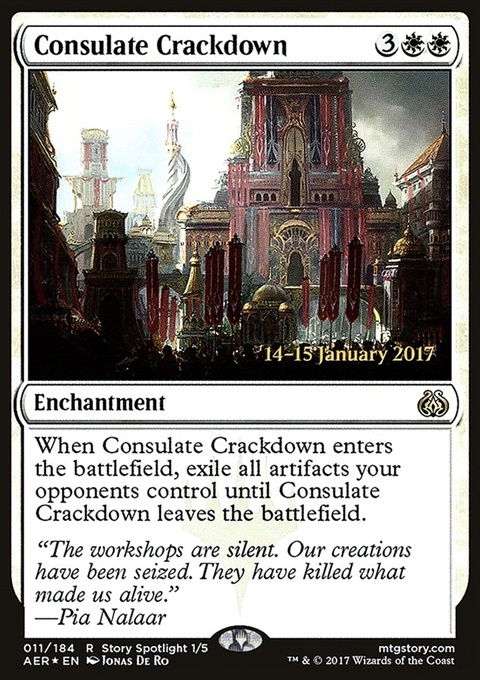 Consulate Crackdown 3
14–15 January 2017
Enchantment
When Consulate Crackdown enters
the battlefield, exile all artifacts your
opponents control until Consulate
Crackdown leaves the battlefield.
“The workshops are silent. Our creations
have been seized. They have killed what
made us alive.”
—Pia Nalaar
011/184 R Story Spotlight 1/5
mtgstory.com
AER★EN Jonas De Ro
™ & © 2017 Wizards of the Coast